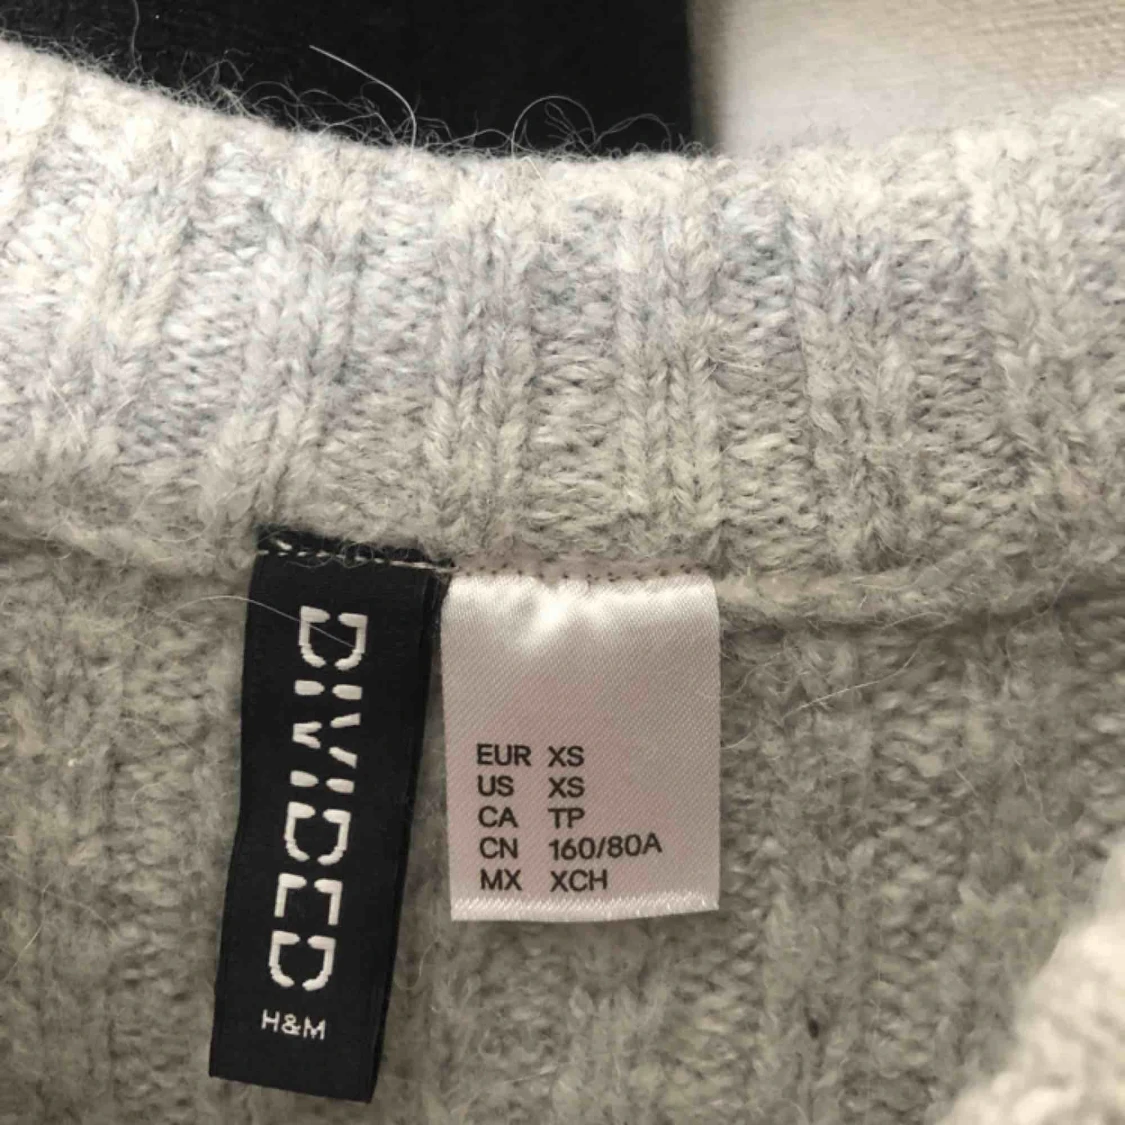 DIVIDED
H&M
EUR XS
US XS
CA TP
CN 160/80A
MX XCH